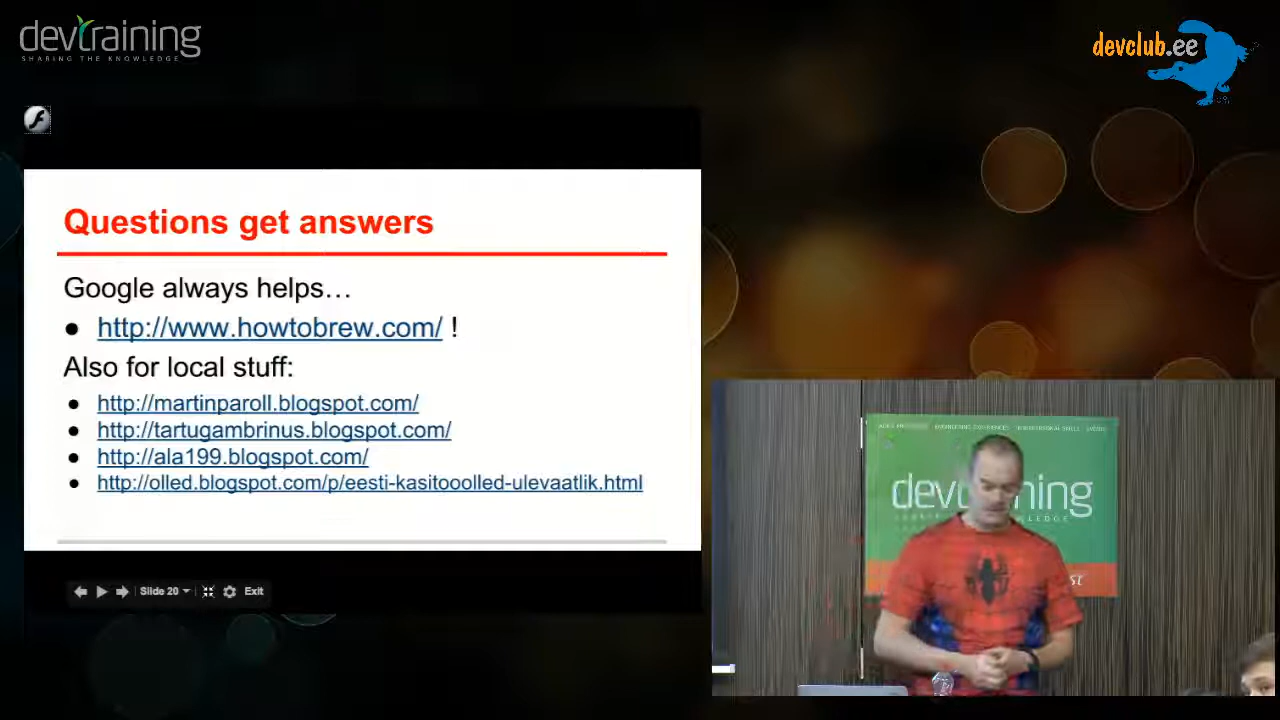 devtraining
SHARING THE KNOWLEDGE
devclub.ee
Questions get answers
Google always helps…
● http://www.howtobrew.com/ !
Also for local stuff:
● http://martinparoll.blogspot.com/
● http://tartugambrinus.blogspot.com/
● http://ala199.blogspot.com/
● http://olled.blogspot.com/p/eesti-kasitooolled-ulevaatlik.html
Slide 20
Exit
ENGINEERING EXPERIENCES